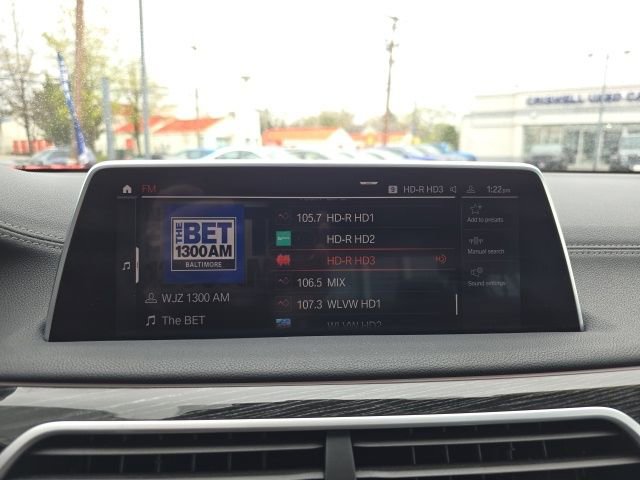 CRISWELL USED CA
FM
HD-R HD3
1:22pm
THE
BET
1300AM
BALTIMORE
WJZ 1300 AM
The BET
105.7 HD-R HD1
HD-R HD2
HD-R HD3
106.5 MIX
107.3 WLVW HD1
WLVW HD2
Add to presets
Manual search
Sound settings